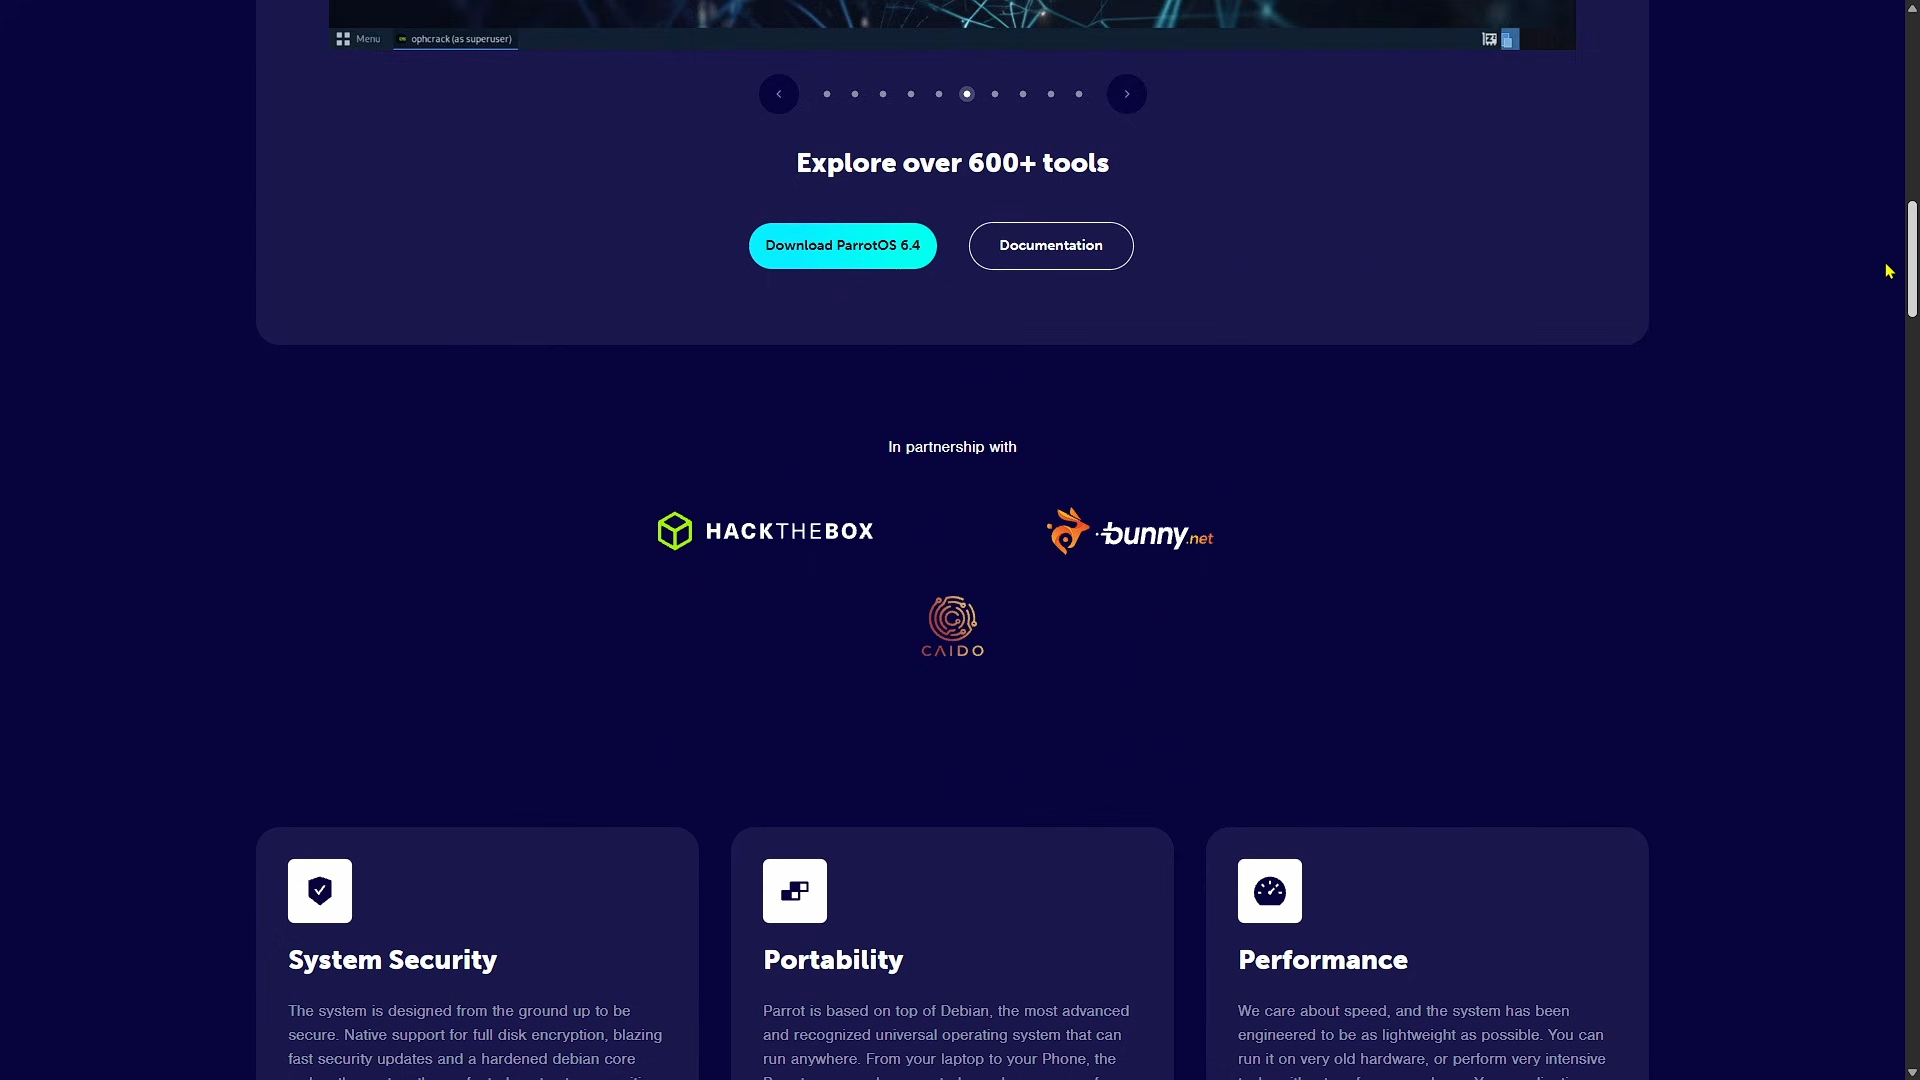 Menu
ophcrack (as superuser)
Explore over 600+ tools
Download ParrotOS 6.4
Documentation
In partnership with
HACKTHEBOX
bunny.net
CAIDO
System Security
The system is designed from the ground up to be
secure. Native support for full disk encryption, blazing
fast security updates and a hardened debian core
Portability
Parrot is based on top of Debian, the most advanced
and recognized universal operating system that can
run anywhere. From your laptop to your Phone, the
Performance
We care about speed, and the system has been
engineered to be as lightweight as possible. You can
run it on very old hardware, or perform very intensive